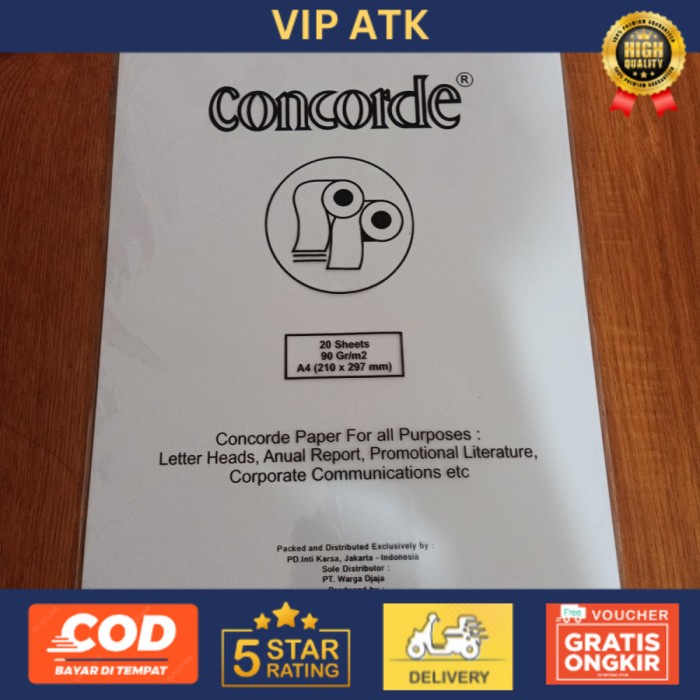 VIP ATK
HIGH
QUALITY
concorde®
20 Sheets
90 Gr/m2
A4 (210 x 297 mm)
Concorde Paper For all Purposes :
Letter Heads, Anual Report, Promotional Literature,
Corporate Communications etc
Packed and Distributed Exclusively by :
PD.Inti Karsa, Jakarta - Indonesia
Sole Distributor :
PT. Warga Djaja
COD
BAYAR DI TEMPAT
5 STAR
RATING
DELIVERY
Free VOUCHER
GRATIS
ONGKIR